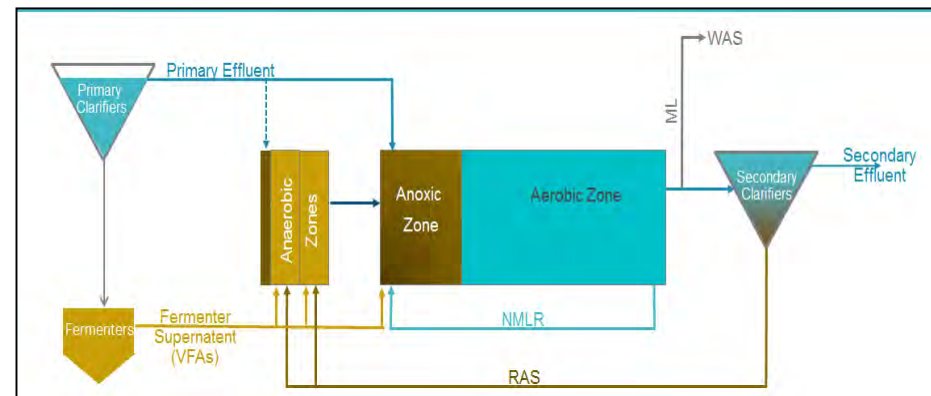 WAS
Primary Effluent
Primary
Clarifiers
ML
Secondary
Effluent
Secondary
Clarifiers
Anaerobic
Zones
Anoxic
Zone
Aerobic Zone
Fermenters
Fermenter
Supernatent
(VFAs)
NMLR
RAS